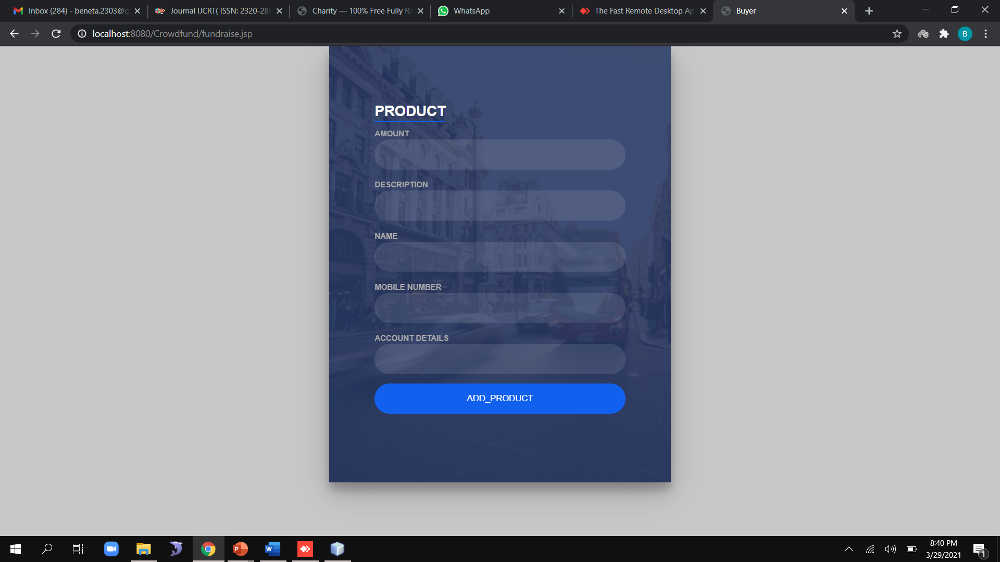 Inbox (284) - beneta.2303@g
Journal IJCRT( ISSN: 2320-288
Charity — 100% Free Fully Re
WhatsApp
The Fast Remote Desktop Ap
Buyer
localhost:8080/Crowdfund/fundraise.jsp
B
PRODUCT
AMOUNT
DESCRIPTION
NAME
MOBILE NUMBER
ACCOUNT DETAILS
ADD_PRODUCT
8:40 PM
3/29/2021
1